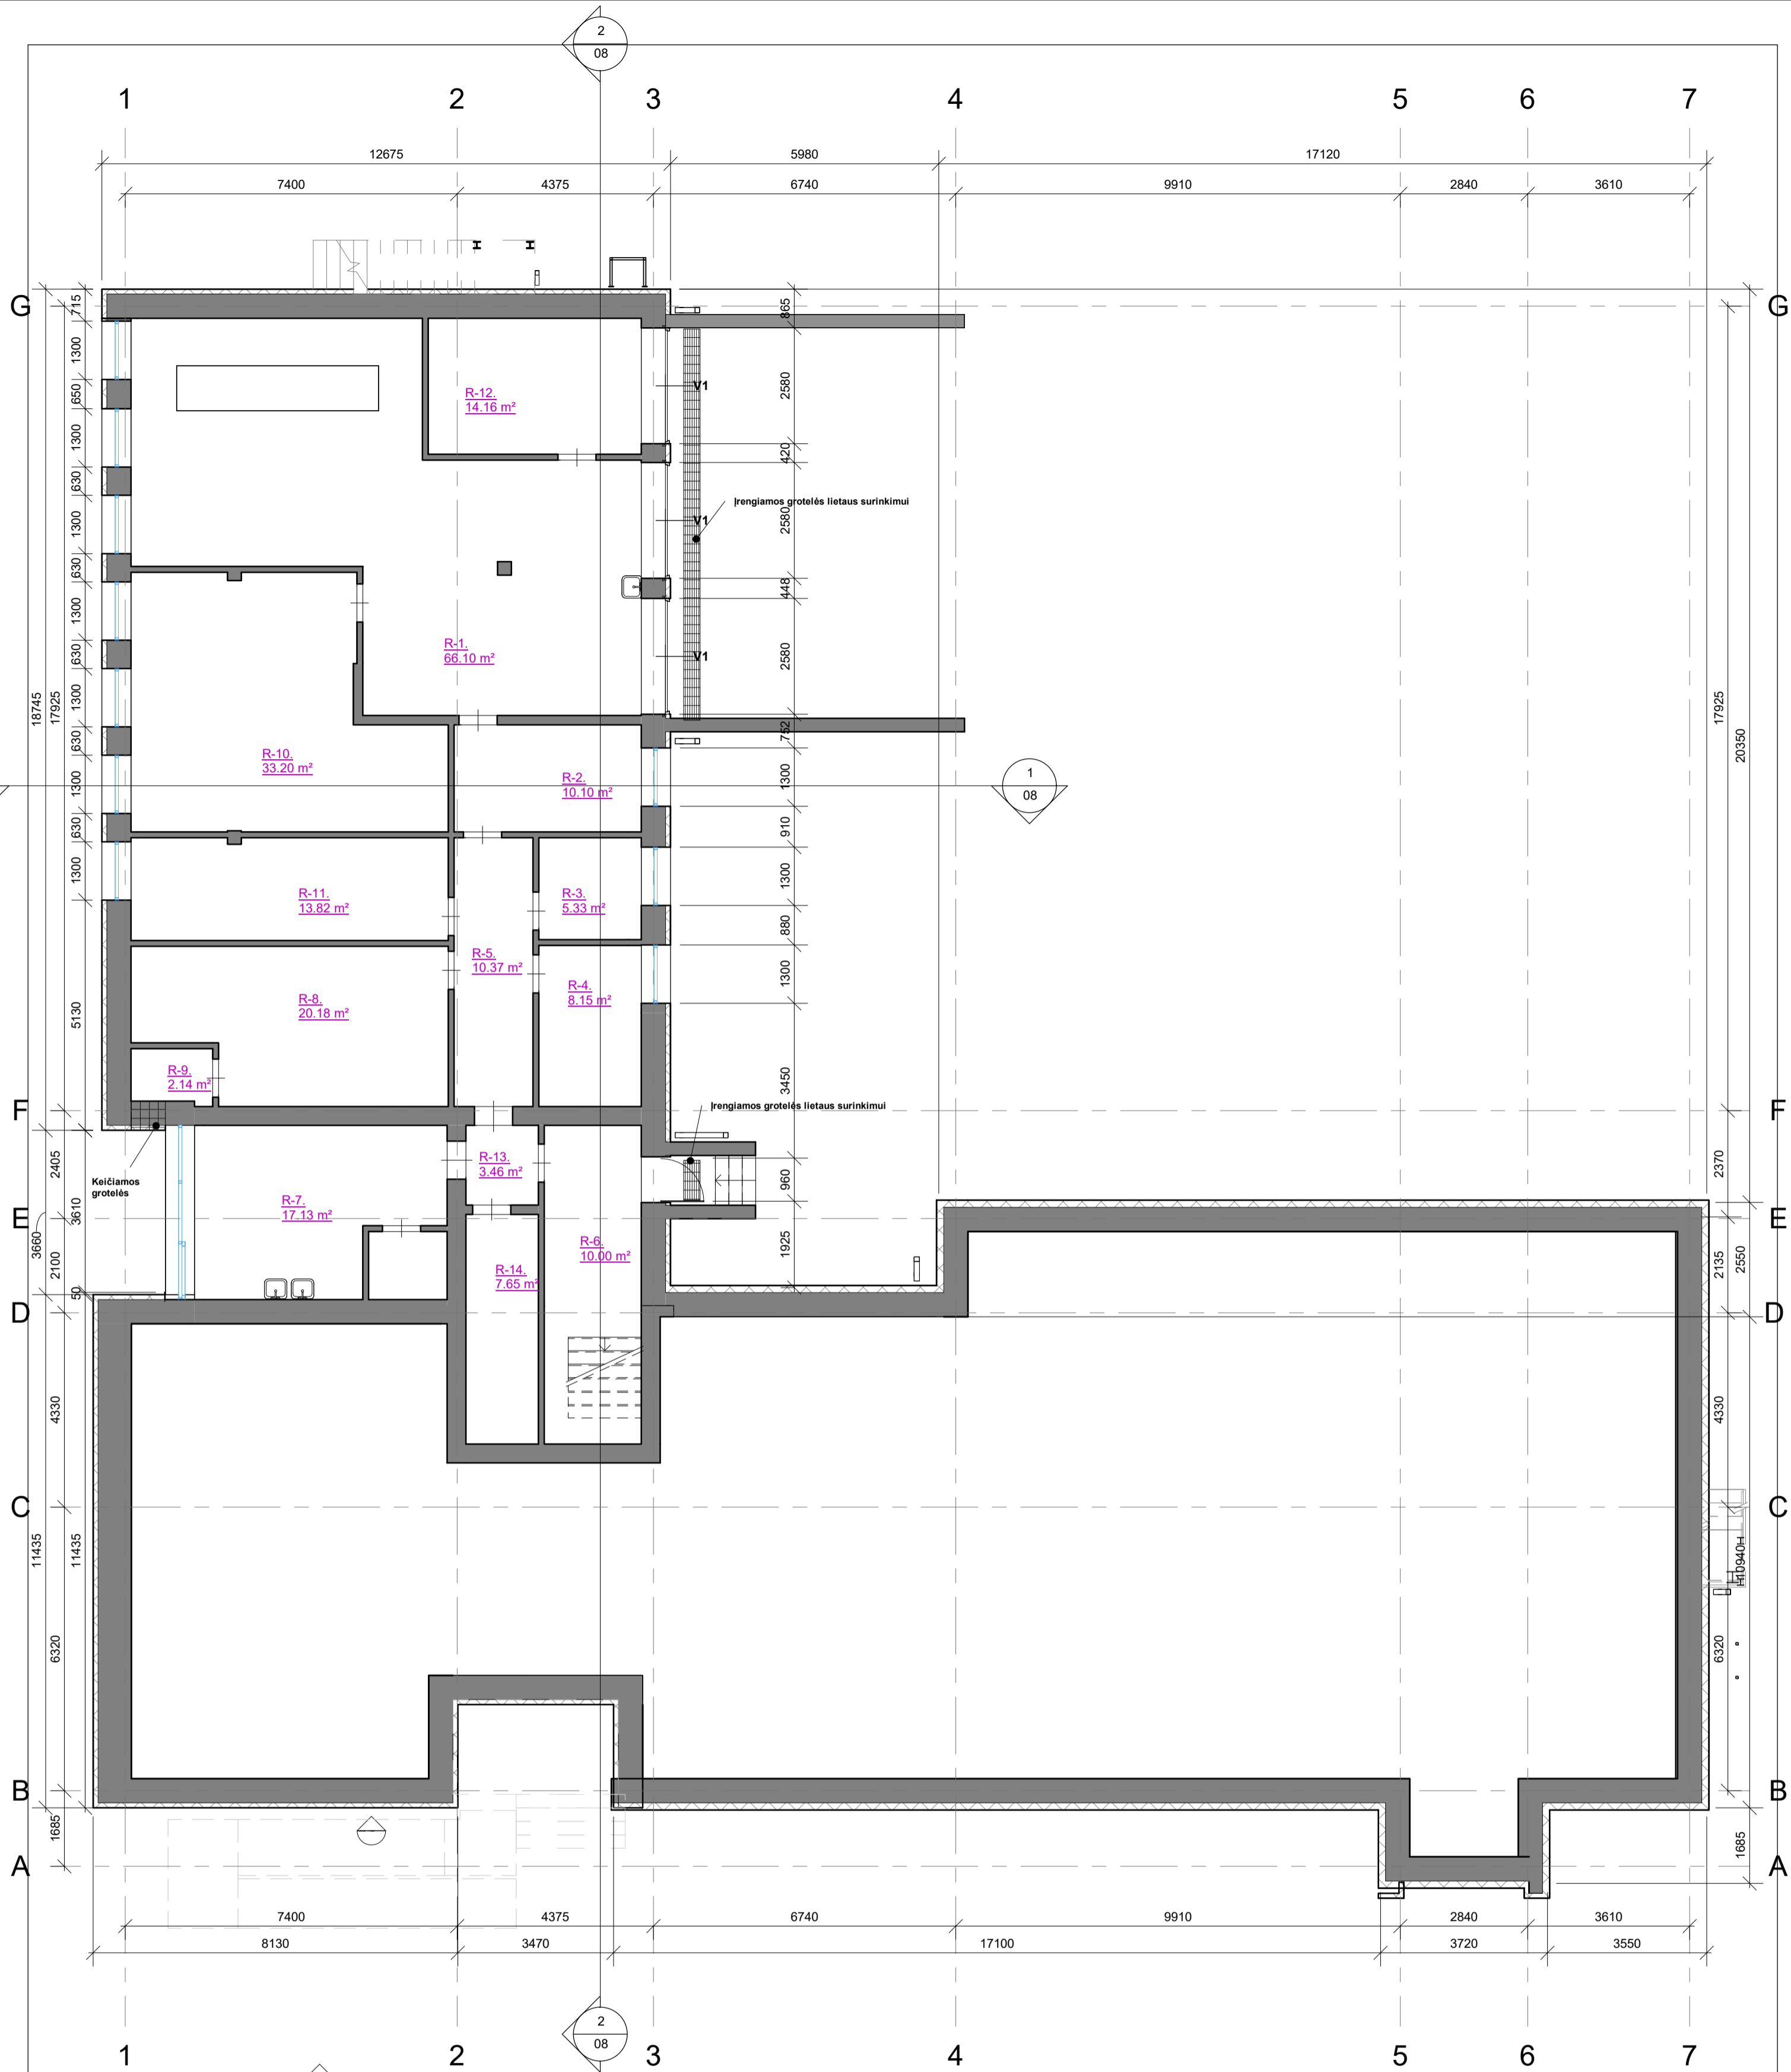 2
08
1 2 3 4 5 6 7
12675 5980 17120
7400 4375 6740 9910 2840 3610
G G
715
1300
650
1300
630
1300
630
1300
630
1300
630
1300
630
1300
5130
18745
17925
865
2580
420
2580
448
2580
752
1300
910
1300
880
1300
3450
960
1925
17925
20350
R-12.
14.16 m²
V1
Įrengiamos grotelės lietaus surinkimui
V1
R-1.
66.10 m²
V1
R-10.
33.20 m²
R-2.
10.10 m²
1
08
R-11.
13.82 m²
R-3.
5.33 m²
R-5.
10.37 m²
R-8.
20.18 m²
R-4.
8.15 m²
R-9.
2.14 m²
F F
Įrengiamos grotelės lietaus surinkimui
Keičiamos
grotelės
R-13.
3.46 m²
R-7.
17.13 m²
R-6.
10.00 m²
R-14.
7.65 m²
2405
3610
3660
2100
50
2370
2135
2550
E E
D D
4330
4330
C C
11435
11435
10940
6320
6320
B B
1685
1685
A A
7400 4375 6740 9910 2840 3610
8130 3470 17100 3720 3550
2
08
1 2 3 4 5 6 7